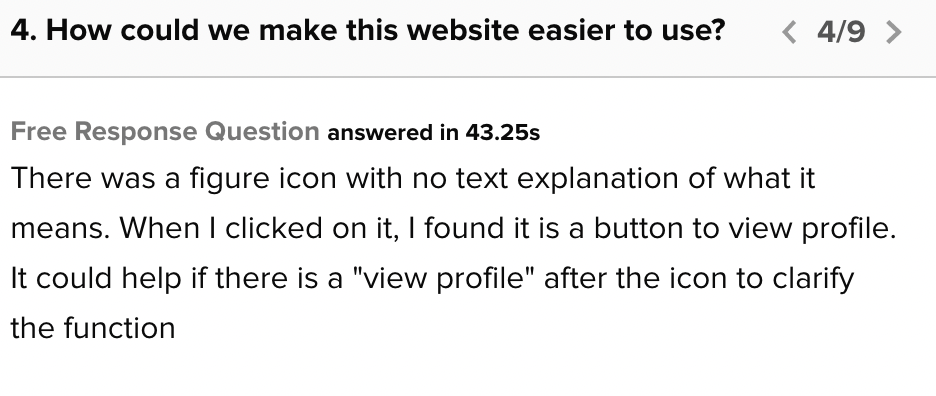 4. How could we make this website easier to use? < 4/9 >
Free Response Question answered in 43.25s
There was a figure icon with no text explanation of what it
means. When I clicked on it, I found it is a button to view profile.
It could help if there is a "view profile" after the icon to clarify
the function